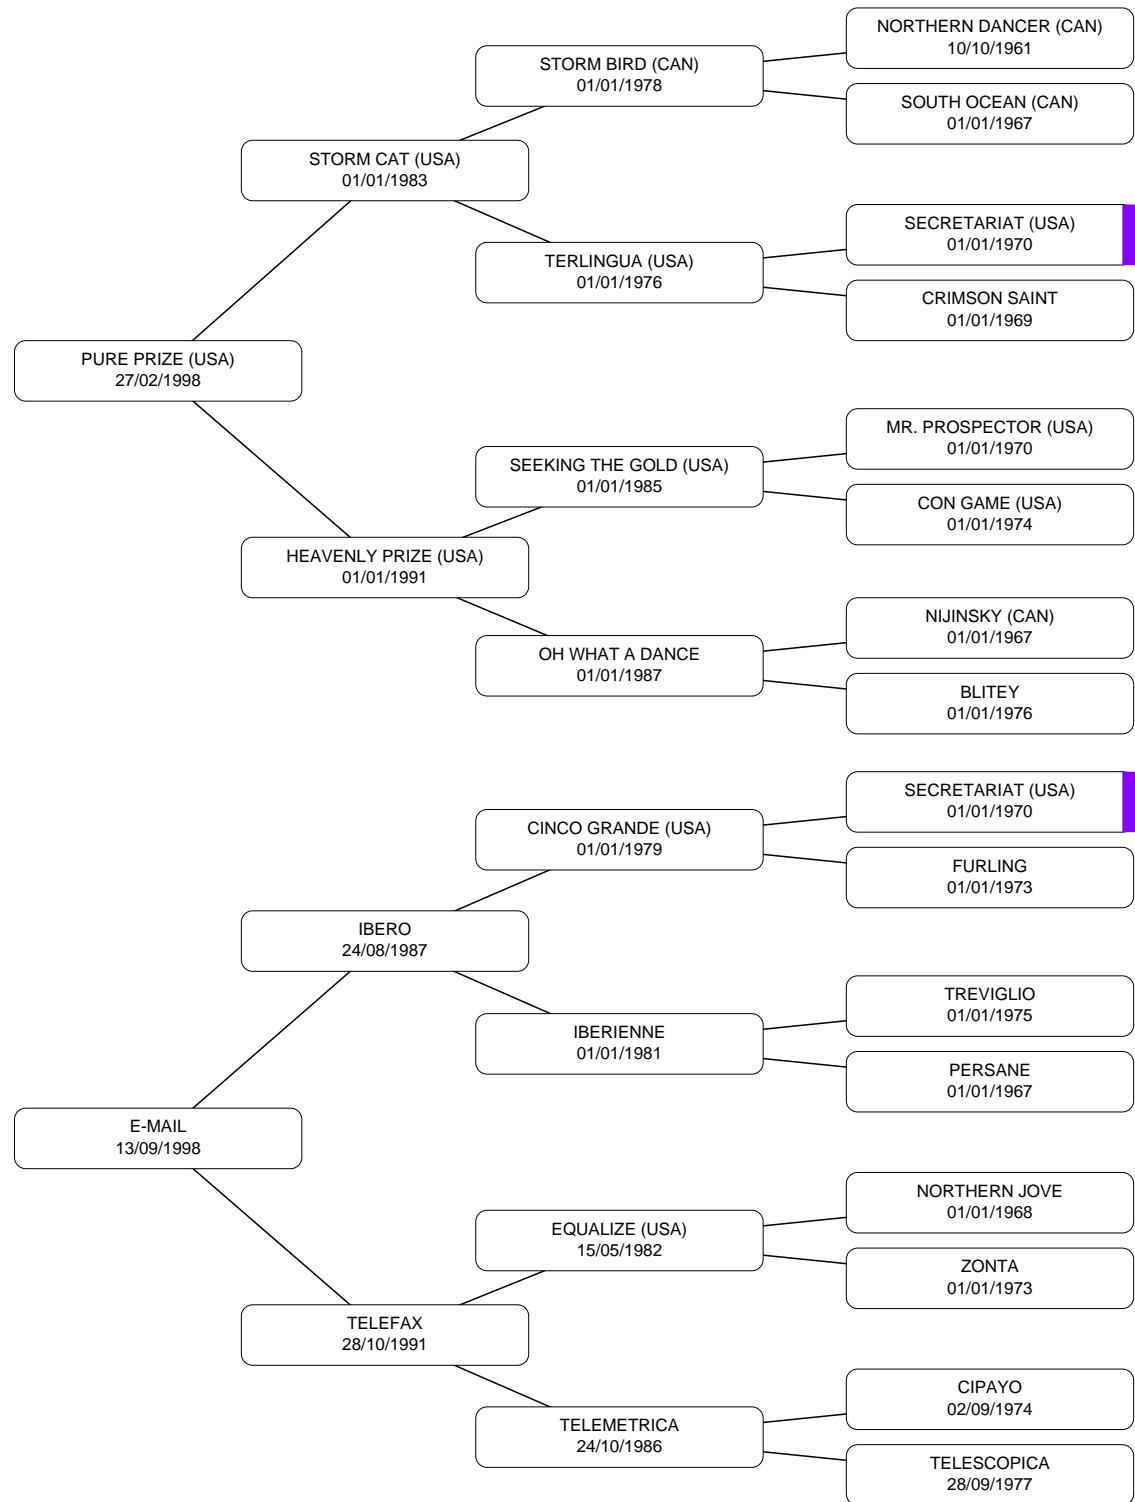 NORTHERN DANCER (CAN)
10/10/1961
STORM BIRD (CAN)
01/01/1978
SOUTH OCEAN (CAN)
01/01/1967
STORM CAT (USA)
01/01/1983
SECRETARIAT (USA)
01/01/1970
TERLINGUA (USA)
01/01/1976
CRIMSON SAINT
01/01/1969
PURE PRIZE (USA)
27/02/1998
MR. PROSPECTOR (USA)
01/01/1970
SEEKING THE GOLD (USA)
01/01/1985
CON GAME (USA)
01/01/1974
HEAVENLY PRIZE (USA)
01/01/1991
NIJINSKY (CAN)
01/01/1967
OH WHAT A DANCE
01/01/1987
BLITEY
01/01/1976
SECRETARIAT (USA)
01/01/1970
CINCO GRANDE (USA)
01/01/1979
FURLING
01/01/1973
IBERO
24/08/1987
TREVIGLIO
01/01/1975
IBERIENNE
01/01/1981
PERSANE
01/01/1967
E-MAIL
13/09/1998
NORTHERN JOVE
01/01/1968
EQUALIZE (USA)
15/05/1982
ZONTA
01/01/1973
TELEFAX
28/10/1991
CIPAYO
02/09/1974
TELEMETRICA
24/10/1986
TELESCOPICA
28/09/1977